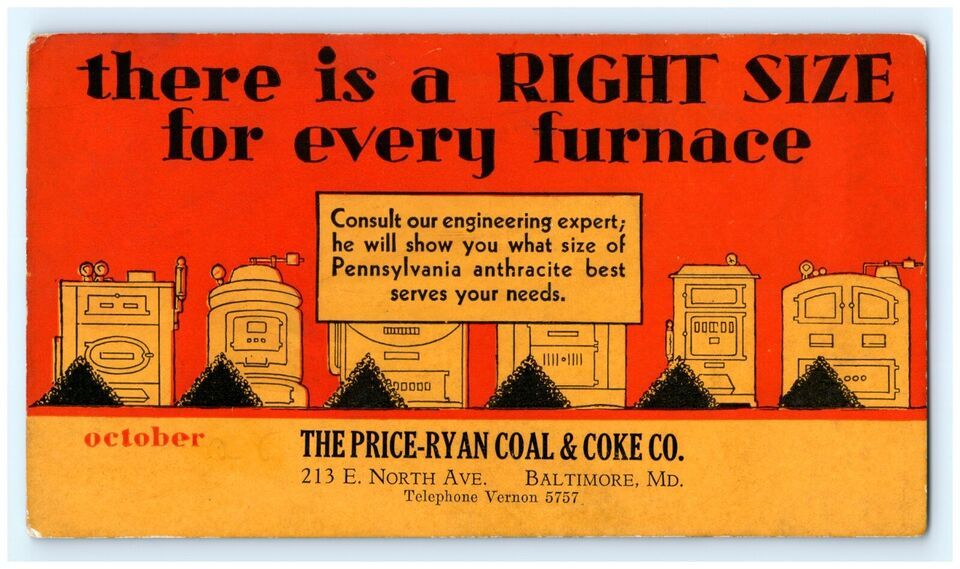 there is a RIGHT SIZE
for every furnace
Consult our engineering expert;
he will show you what size of
Pennsylvania anthracite best
serves your needs.
october
THE PRICE-RYAN COAL & COKE CO.
213 E. NORTH AVE. BALTIMORE, MD.
Telephone Vernon 5757